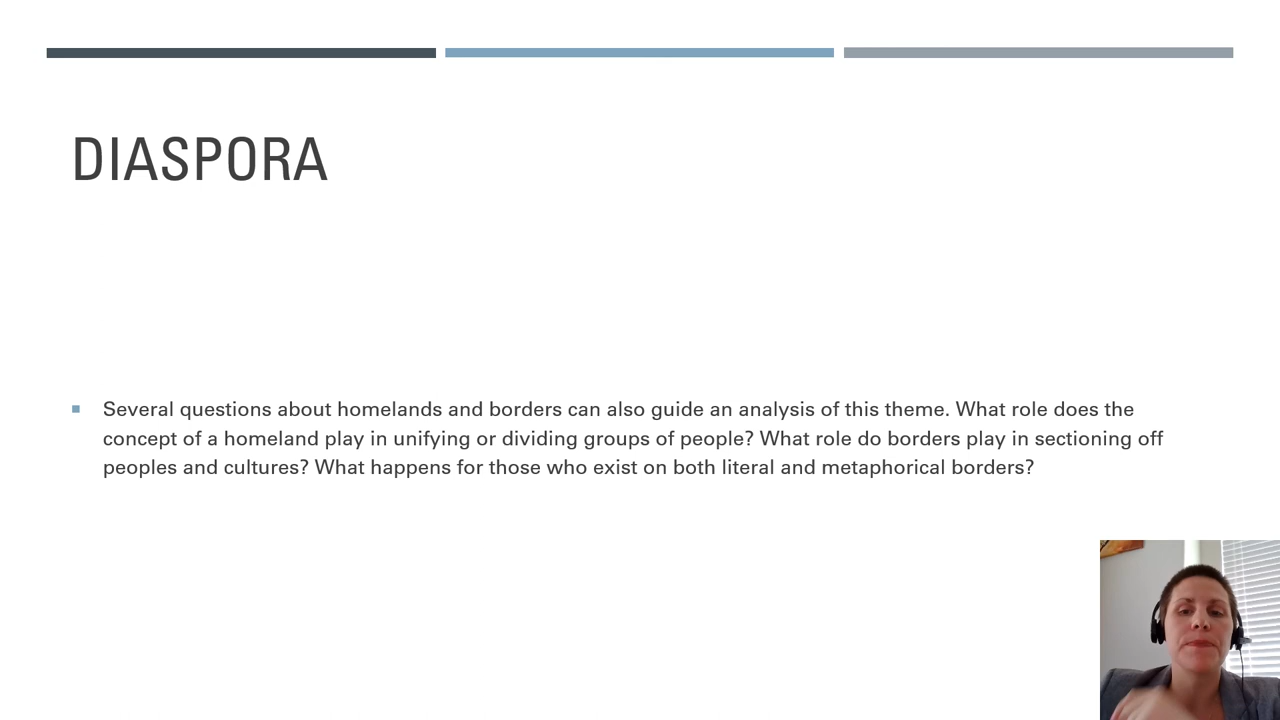 DIASPORA
Several questions about homelands and borders can also guide an analysis of this theme. What role does the
concept of a homeland play in unifying or dividing groups of people? What role do borders play in sectioning off
peoples and cultures? What happens for those who exist on both literal and metaphorical borders?